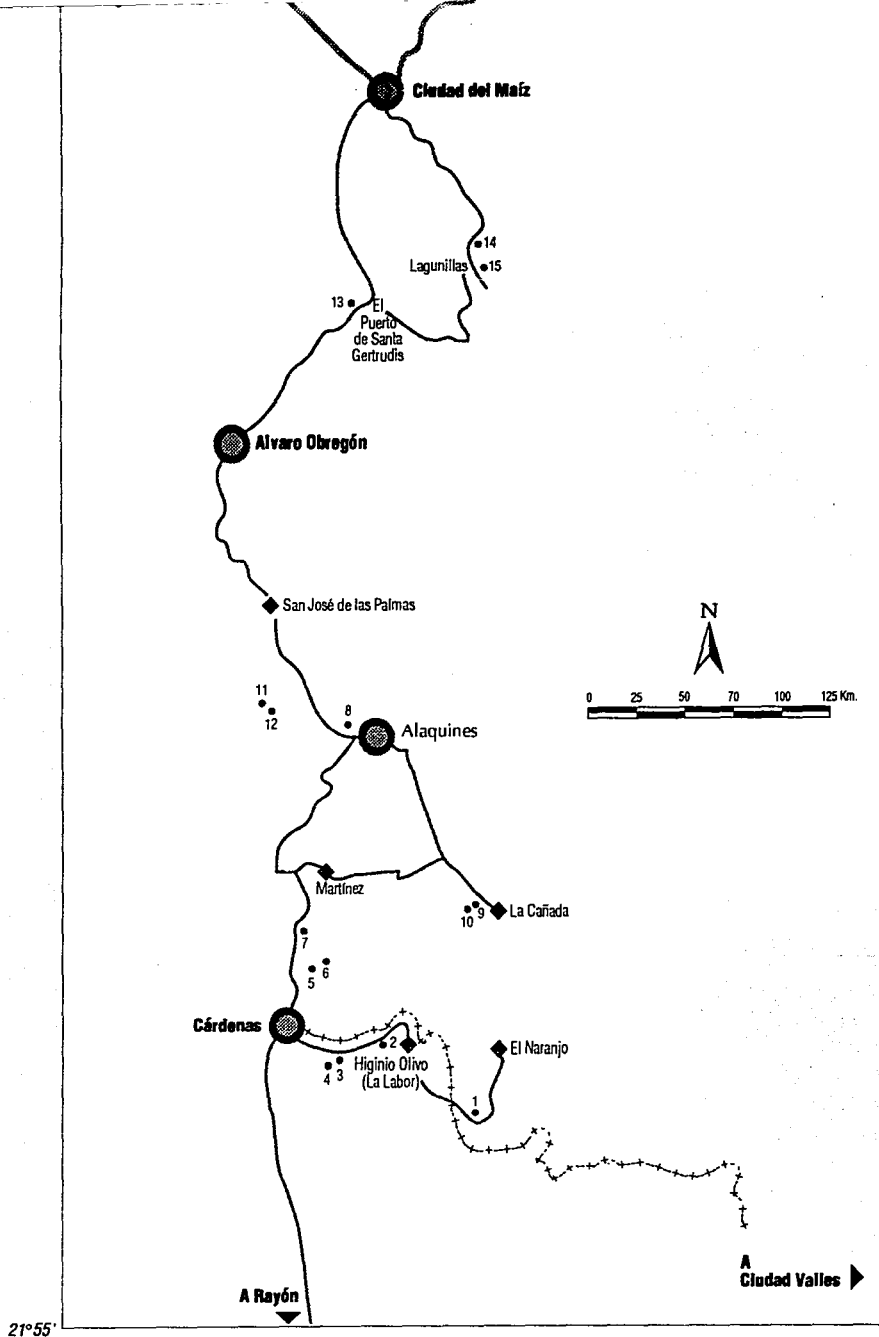 Ciudad del Maíz
14
Lagunillas
15
13
El
Puerto
de Santa
Gertrudis
Alvaro Obregón
San José de las Palmas
N
0 25 50 70 100 125 Km.
11
12
8
Alaquines
Martínez
10
9
La Cañada
7
5
6
Cárdenas
2
El Naranjo
4
3
Higinio Olivo
(La Labor)
1
A
Ciudad Valles
A Rayón
21°55'